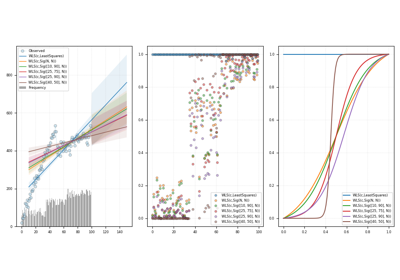 Observed
WLS(c,LeastSquares)
WLS(c,Sig(N, N))
WLS(c,Sig([10, 90], N))
WLS(c,Sig([25, 75], N))
WLS(c,Sig([25, 90], N))
WLS(c,Sig([40, 50], N))
Frequency
800
600
400
200
0
0 20 40 60 80 100 120 140
1.0
0.8
0.6
0.4
0.2
0.0
WLS(c,LeastSquares)
WLS(c,Sig(N, N))
WLS(c,Sig([10, 90], N))
WLS(c,Sig([25, 75], N))
WLS(c,Sig([25, 90], N))
WLS(c,Sig([40, 50], N))
0 20 40 60 80 100
1.0
0.8
0.6
0.4
0.2
0.0
WLS(c,LeastSquares)
WLS(c,Sig(N, N))
WLS(c,Sig([10, 90], N))
WLS(c,Sig([25, 75], N))
WLS(c,Sig([25, 90], N))
WLS(c,Sig([40, 50], N))
0.0 0.2 0.4 0.6 0.8 1.0